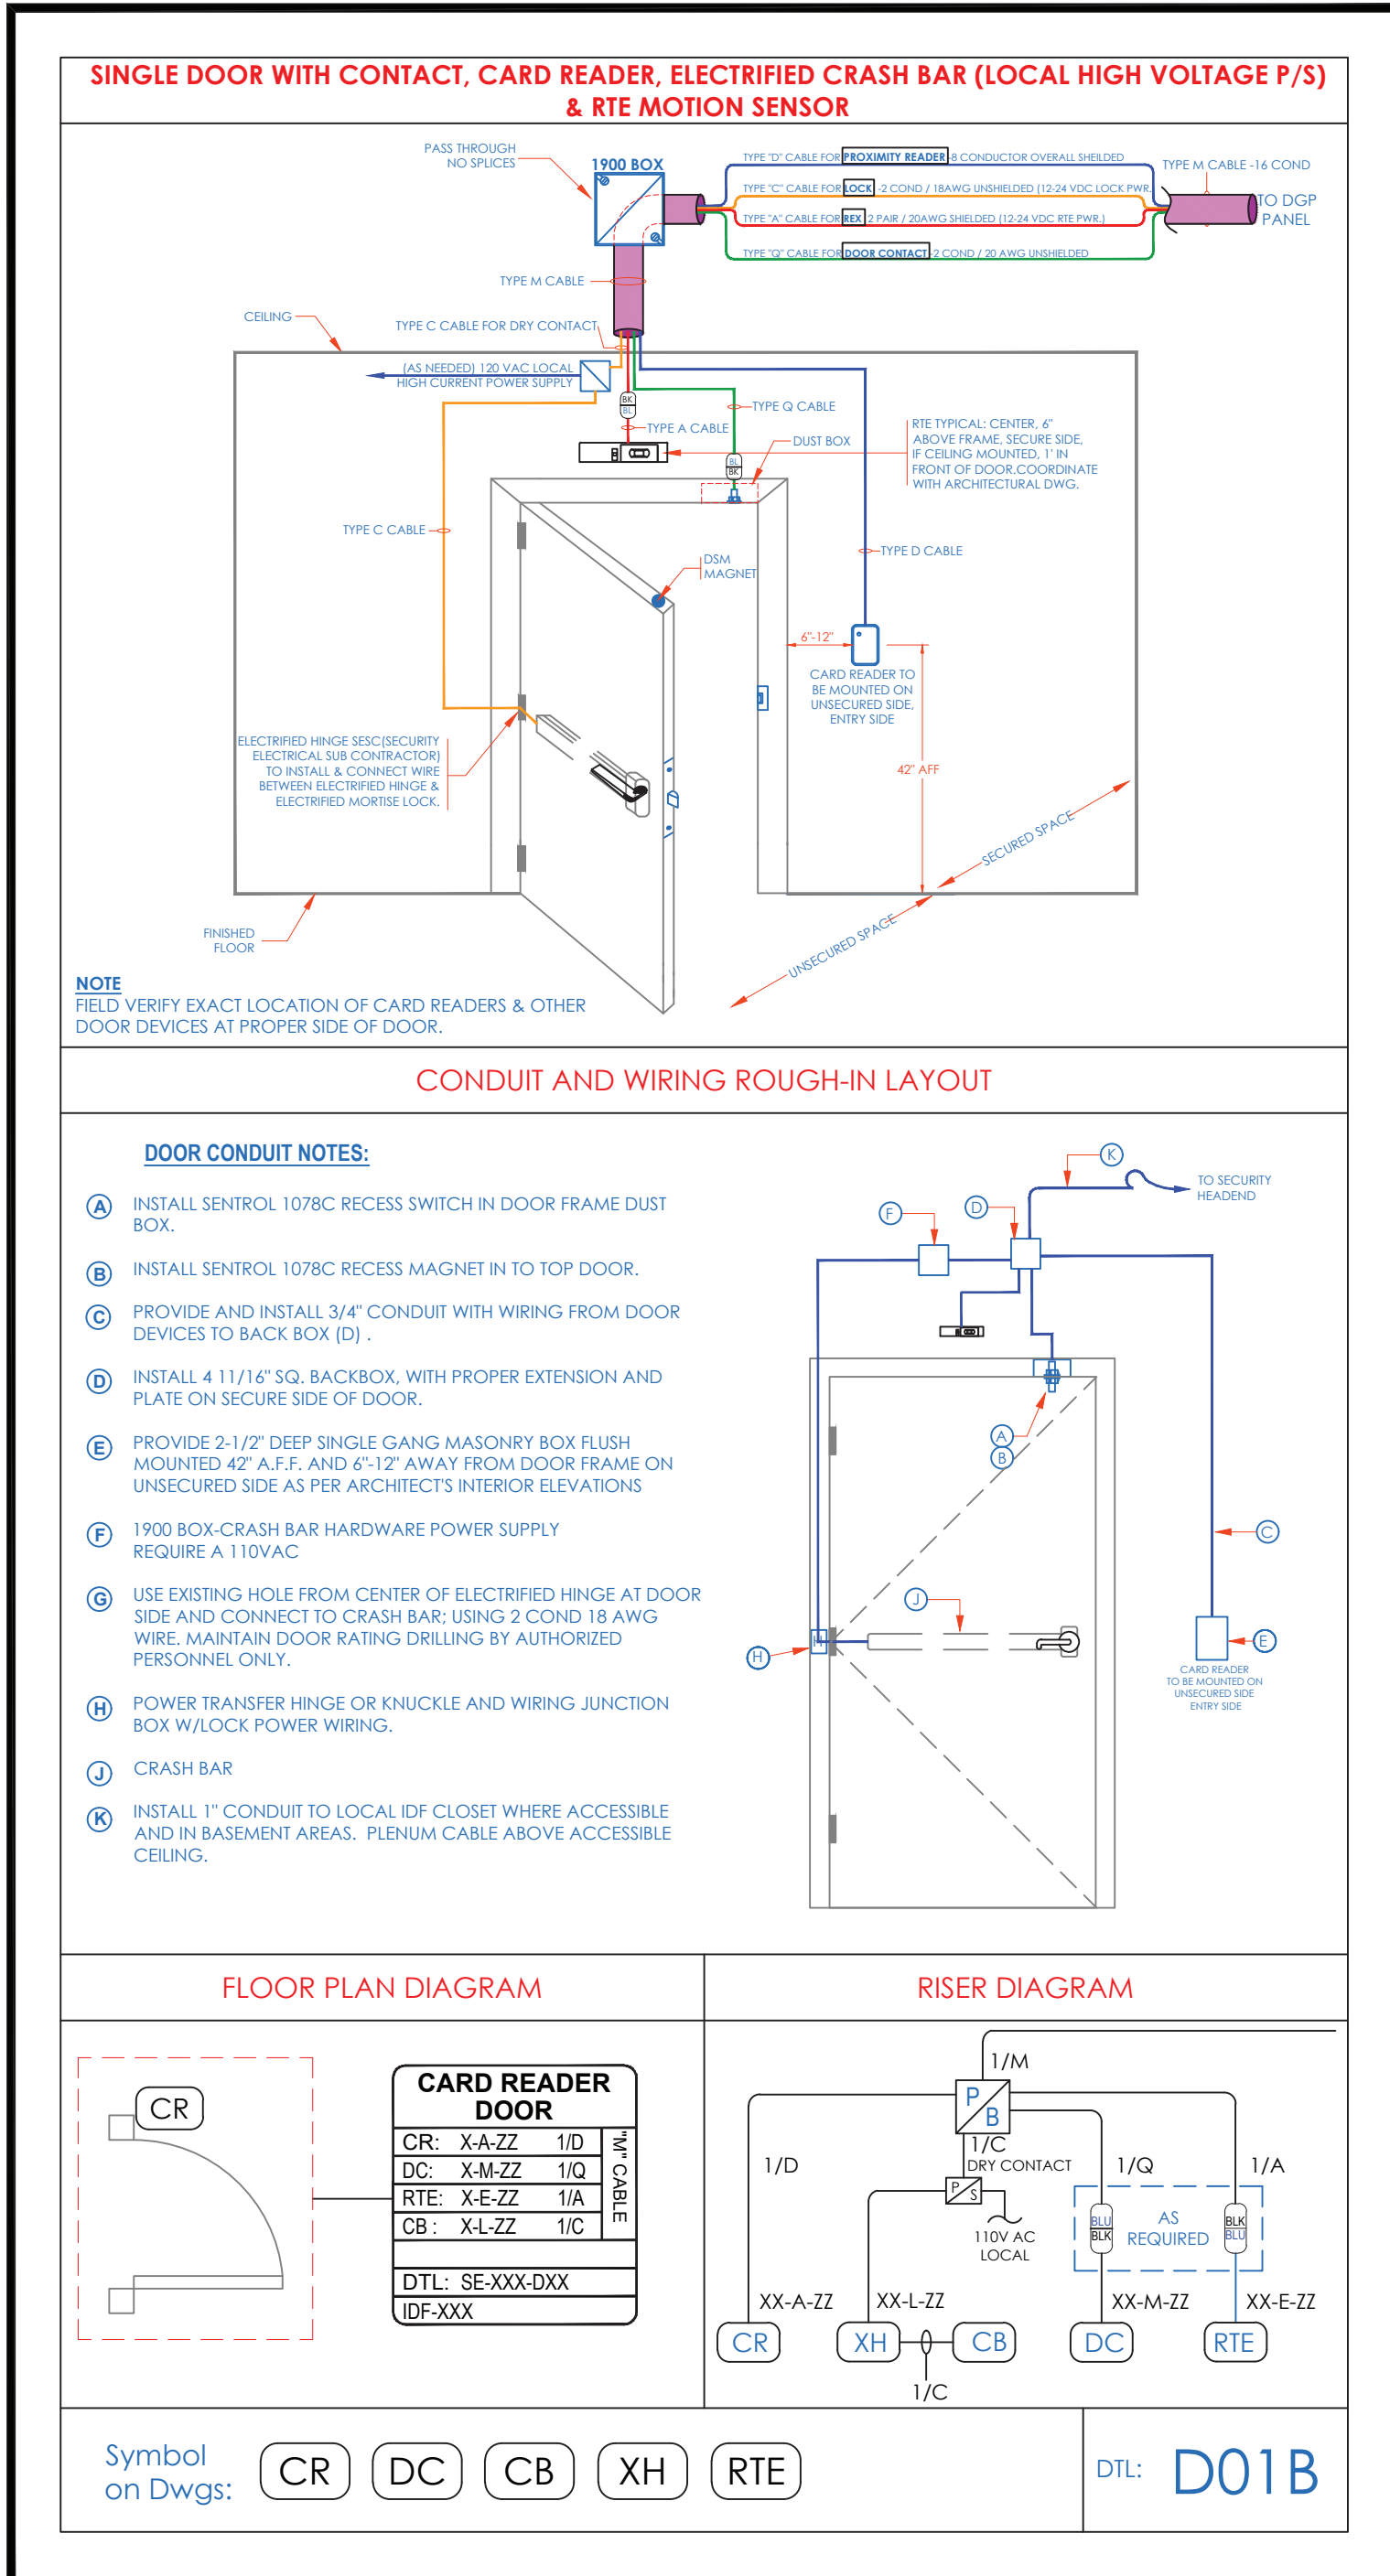 SINGLE DOOR WITH CONTACT, CARD READER, ELECTRIFIED CRASH BAR (LOCAL HIGH VOLTAGE P/S)
& RTE MOTION SENSOR
PASS THROUGH
NO SPLICES
1900 BOX
TYPE "D" CABLE FOR PROXIMITY READER -8 CONDUCTOR OVERALL SHEILDED
TYPE "C" CABLE FOR LOCK -2 COND / 18AWG UNSHIELDED (12-24 VDC LOCK PWR.
TYPE "A" CABLE FOR REX 2 PAIR / 20AWG SHIELDED (12-24 VDC RTE PWR.)
TYPE "Q" CABLE FOR DOOR CONTACT -2 COND / 20 AWG UNSHIELDED
TYPE M CABLE -16 COND
TO DGP
PANEL
TYPE M CABLE
CEILING
TYPE C CABLE FOR DRY CONTACT
(AS NEEDED) 120 VAC LOCAL
HIGH CURRENT POWER SUPPLY
BK
BL
TYPE A CABLE
TYPE Q CABLE
DUST BOX
BL
BK
RTE TYPICAL: CENTER, 6"
ABOVE FRAME, SECURE SIDE,
IF CEILING MOUNTED, 1' IN
FRONT OF DOOR.COORDINATE
WITH ARCHITECTURAL DWG.
TYPE C CABLE
TYPE D CABLE
DSM
MAGNET
6"-12"
CARD READER TO
BE MOUNTED ON
UNSECURED SIDE,
ENTRY SIDE
ELECTRIFIED HINGE SESC(SECURITY
ELECTRICAL SUB CONTRACTOR)
TO INSTALL & CONNECT WIRE
BETWEEN ELECTRIFIED HINGE &
ELECTRIFIED MORTISE LOCK.
42" AFF
SECURED SPACE
UNSECURED SPACE
FINISHED
FLOOR
NOTE
FIELD VERIFY EXACT LOCATION OF CARD READERS & OTHER
DOOR DEVICES AT PROPER SIDE OF DOOR.
CONDUIT AND WIRING ROUGH-IN LAYOUT
DOOR CONDUIT NOTES:
A INSTALL SENTROL 1078C RECESS SWITCH IN DOOR FRAME DUST
BOX.
B INSTALL SENTROL 1078C RECESS MAGNET IN TO TOP DOOR.
C PROVIDE AND INSTALL 3/4" CONDUIT WITH WIRING FROM DOOR
DEVICES TO BACK BOX (D) .
D INSTALL 4 11/16" SQ. BACKBOX, WITH PROPER EXTENSION AND
PLATE ON SECURE SIDE OF DOOR.
E PROVIDE 2-1/2" DEEP SINGLE GANG MASONRY BOX FLUSH
MOUNTED 42" A.F.F. AND 6"-12" AWAY FROM DOOR FRAME ON
UNSECURED SIDE AS PER ARCHITECT'S INTERIOR ELEVATIONS
F 1900 BOX-CRASH BAR HARDWARE POWER SUPPLY
REQUIRE A 110VAC
G USE EXISTING HOLE FROM CENTER OF ELECTRIFIED HINGE AT DOOR
SIDE AND CONNECT TO CRASH BAR; USING 2 COND 18 AWG
WIRE. MAINTAIN DOOR RATING DRILLING BY AUTHORIZED
PERSONNEL ONLY.
H POWER TRANSFER HINGE OR KNUCKLE AND WIRING JUNCTION
BOX W/LOCK POWER WIRING.
J CRASH BAR
K INSTALL 1" CONDUIT TO LOCAL IDF CLOSET WHERE ACCESSIBLE
AND IN BASEMENT AREAS. PLENUM CABLE ABOVE ACCESSIBLE
CEILING.
K
TO SECURITY
HEADEND
F
D
A
B
C
J
H
H
E
CARD READER
TO BE MOUNTED ON
UNSECURED SIDE
ENTRY SIDE
FLOOR PLAN DIAGRAM
CR
CARD READER
DOOR
CR: X-A-ZZ 1/D
DC: X-M-ZZ 1/Q
RTE: X-E-ZZ 1/A
CB : X-L-ZZ 1/C
"M" CABLE
DTL: SE-XXX-DXX
IDF-XXX
RISER DIAGRAM
1/M
P
B
1/C
DRY CONTACT
1/D
1/Q
1/A
P
S
110V AC
LOCAL
BLU
BLK
AS
REQUIRED
BLK
BLU
XX-A-ZZ
XX-L-ZZ
XX-M-ZZ
XX-E-ZZ
CR
XH
CB
DC
RTE
1/C
Symbol
on Dwgs:
CR
DC
CB
XH
RTE
DTL: D01B